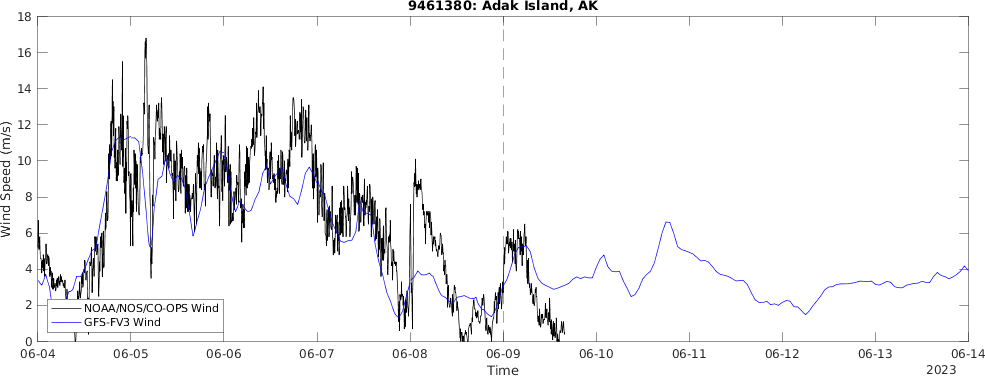 9461380: Adak Island, AK
18
16
14
12
10
8
6
4
2
0
Wind Speed (m/s)
NOAA/NOS/CO-OPS Wind
GFS-FV3 Wind
06-04 06-05 06-06 06-07 06-08 06-09 06-10 06-11 06-12 06-13 06-14
Time
2023